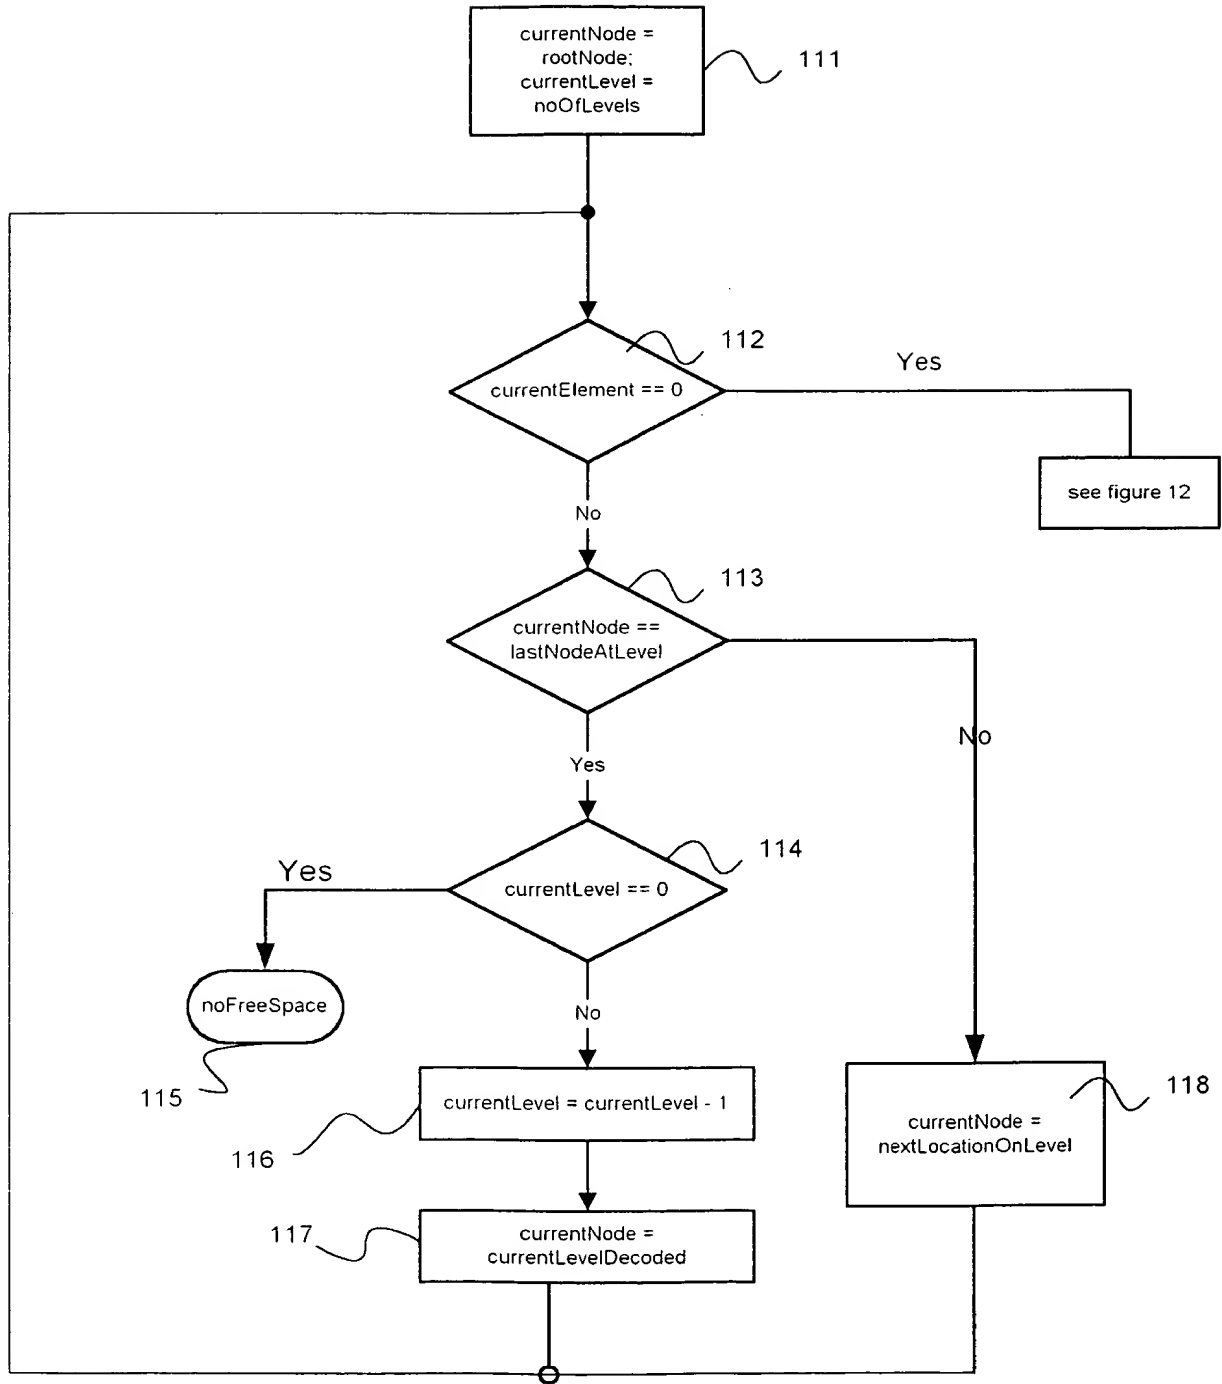 currentNode =
rootNode;
currentLevel =
noOfLevels
111
112
currentElement == 0
Yes
see figure 12
No
113
currentNode ==
lastNodeAtLevel
No
Yes
114
currentLevel == 0
Yes
noFreeSpace
115
No
currentLevel = currentLevel - 1
116
118
currentNode =
nextLocationOnLevel
117
currentNode =
currentLevelDecoded